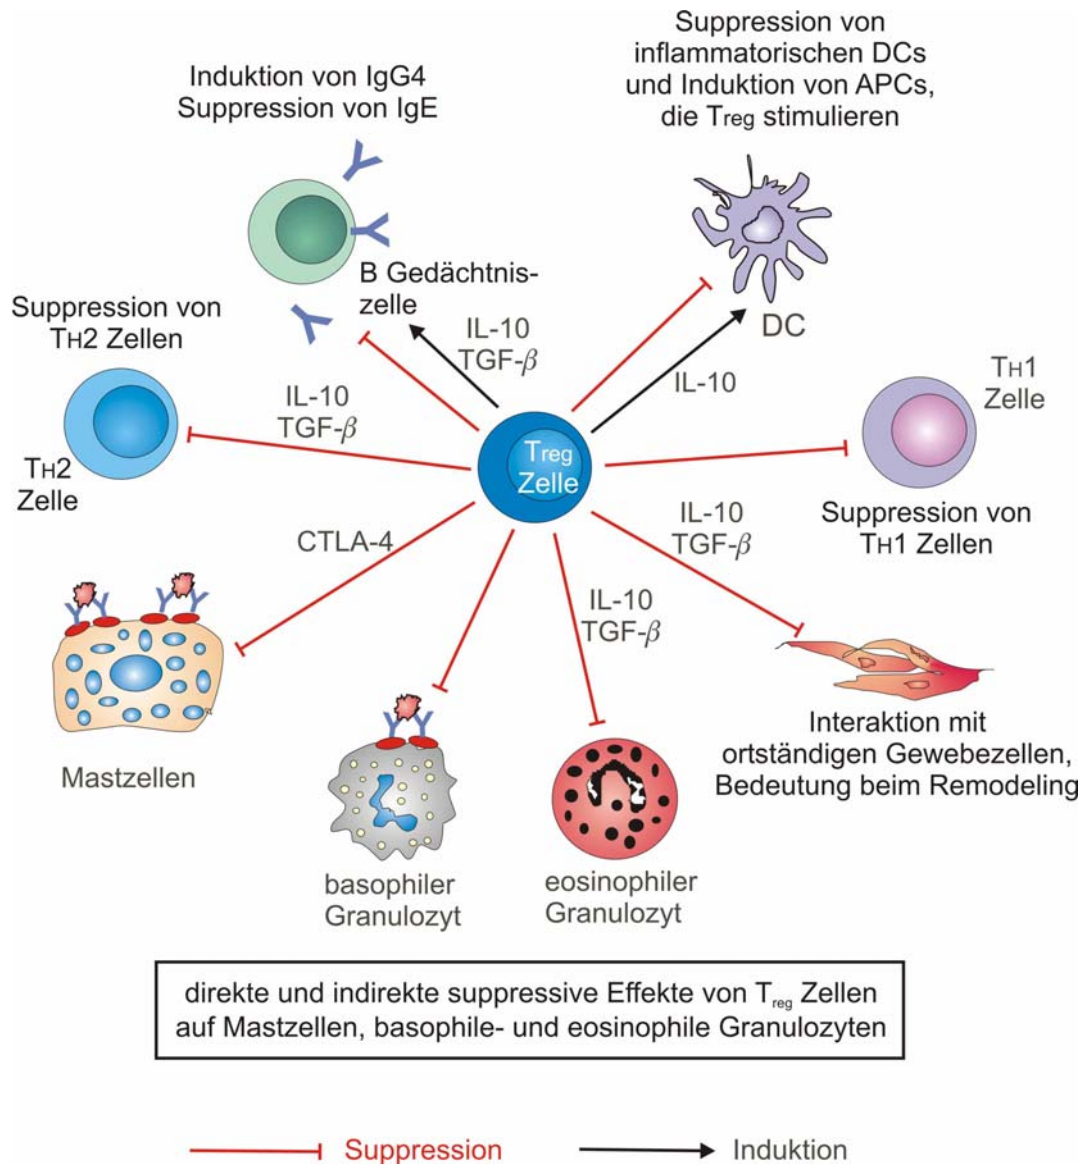 Suppression von
inflammatorischen DCs
und Induktion von APCs,
die Treg stimulieren
Induktion von IgG4
Suppression von IgE
B Gedächtnis-
zelle
DC
Suppression von
TH2 Zellen
IL-10
TGF-β
IL-10
TH1
Zelle
IL-10
TGF-β
Treg
Zelle
TH2
Zelle
Suppression von
TH1 Zellen
IL-10
TGF-β
CTLA-4
IL-10
TGF-β
Interaktion mit
ortständigen Gewebezellen,
Bedeutung beim Remodeling
Mastzellen
basophiler
Granulozyt
eosinophiler
Granulozyt
direkte und indirekte suppressive Effekte von Treg Zellen
auf Mastzellen, basophile- und eosinophile Granulozyten
Suppression
Induktion